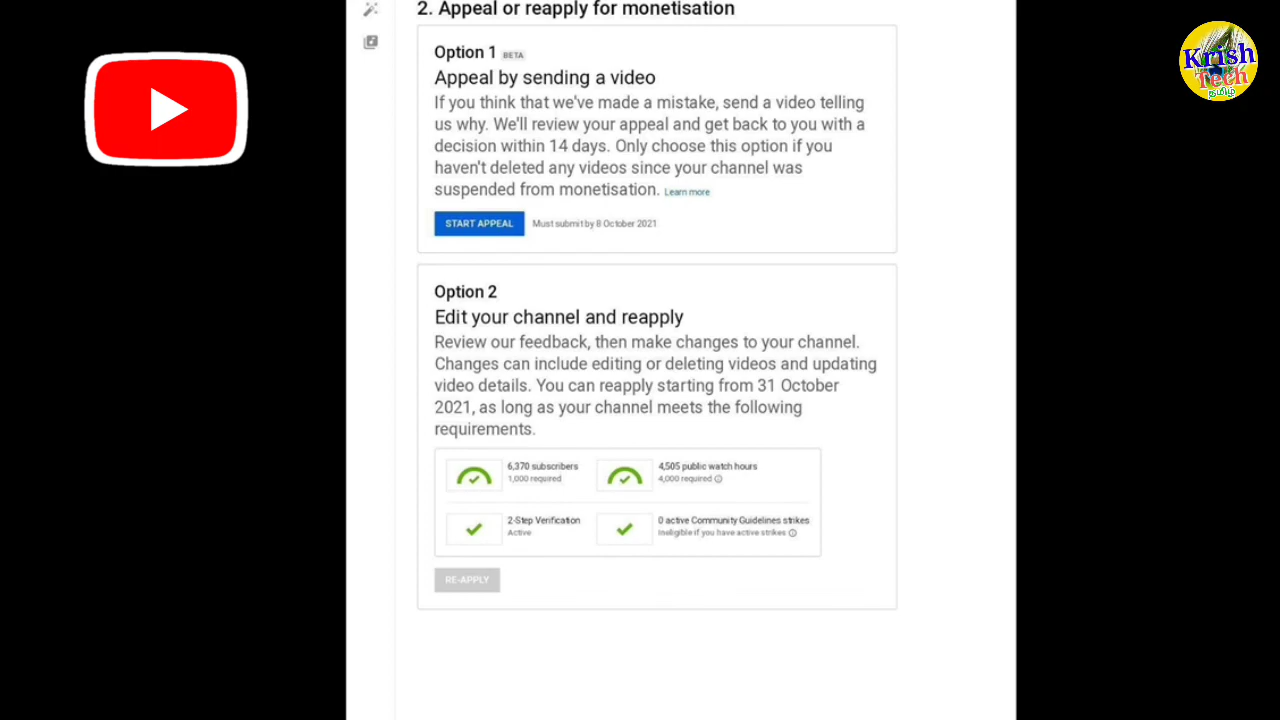 2. Appeal or reapply for monetisation
Option 1 BETA
Appeal by sending a video
If you think that we've made a mistake, send a video telling
us why. We'll review your appeal and get back to you with a
decision within 14 days. Only choose this option if you
haven't deleted any videos since your channel was
suspended from monetisation. Learn more
START APPEAL Must submit by 8 October 2021
Option 2
Edit your channel and reapply
Review our feedback, then make changes to your channel.
Changes can include editing or deleting videos and updating
video details. You can reapply starting from 31 October
2021, as long as your channel meets the following
requirements.
6,370 subscribers
1,000 required
4,505 public watch hours
4,000 required
2-Step Verification
Active
0 active Community Guidelines strikes
Ineligible if you have active strikes
RE-APPLY
Krish
Tech
தமிழ்